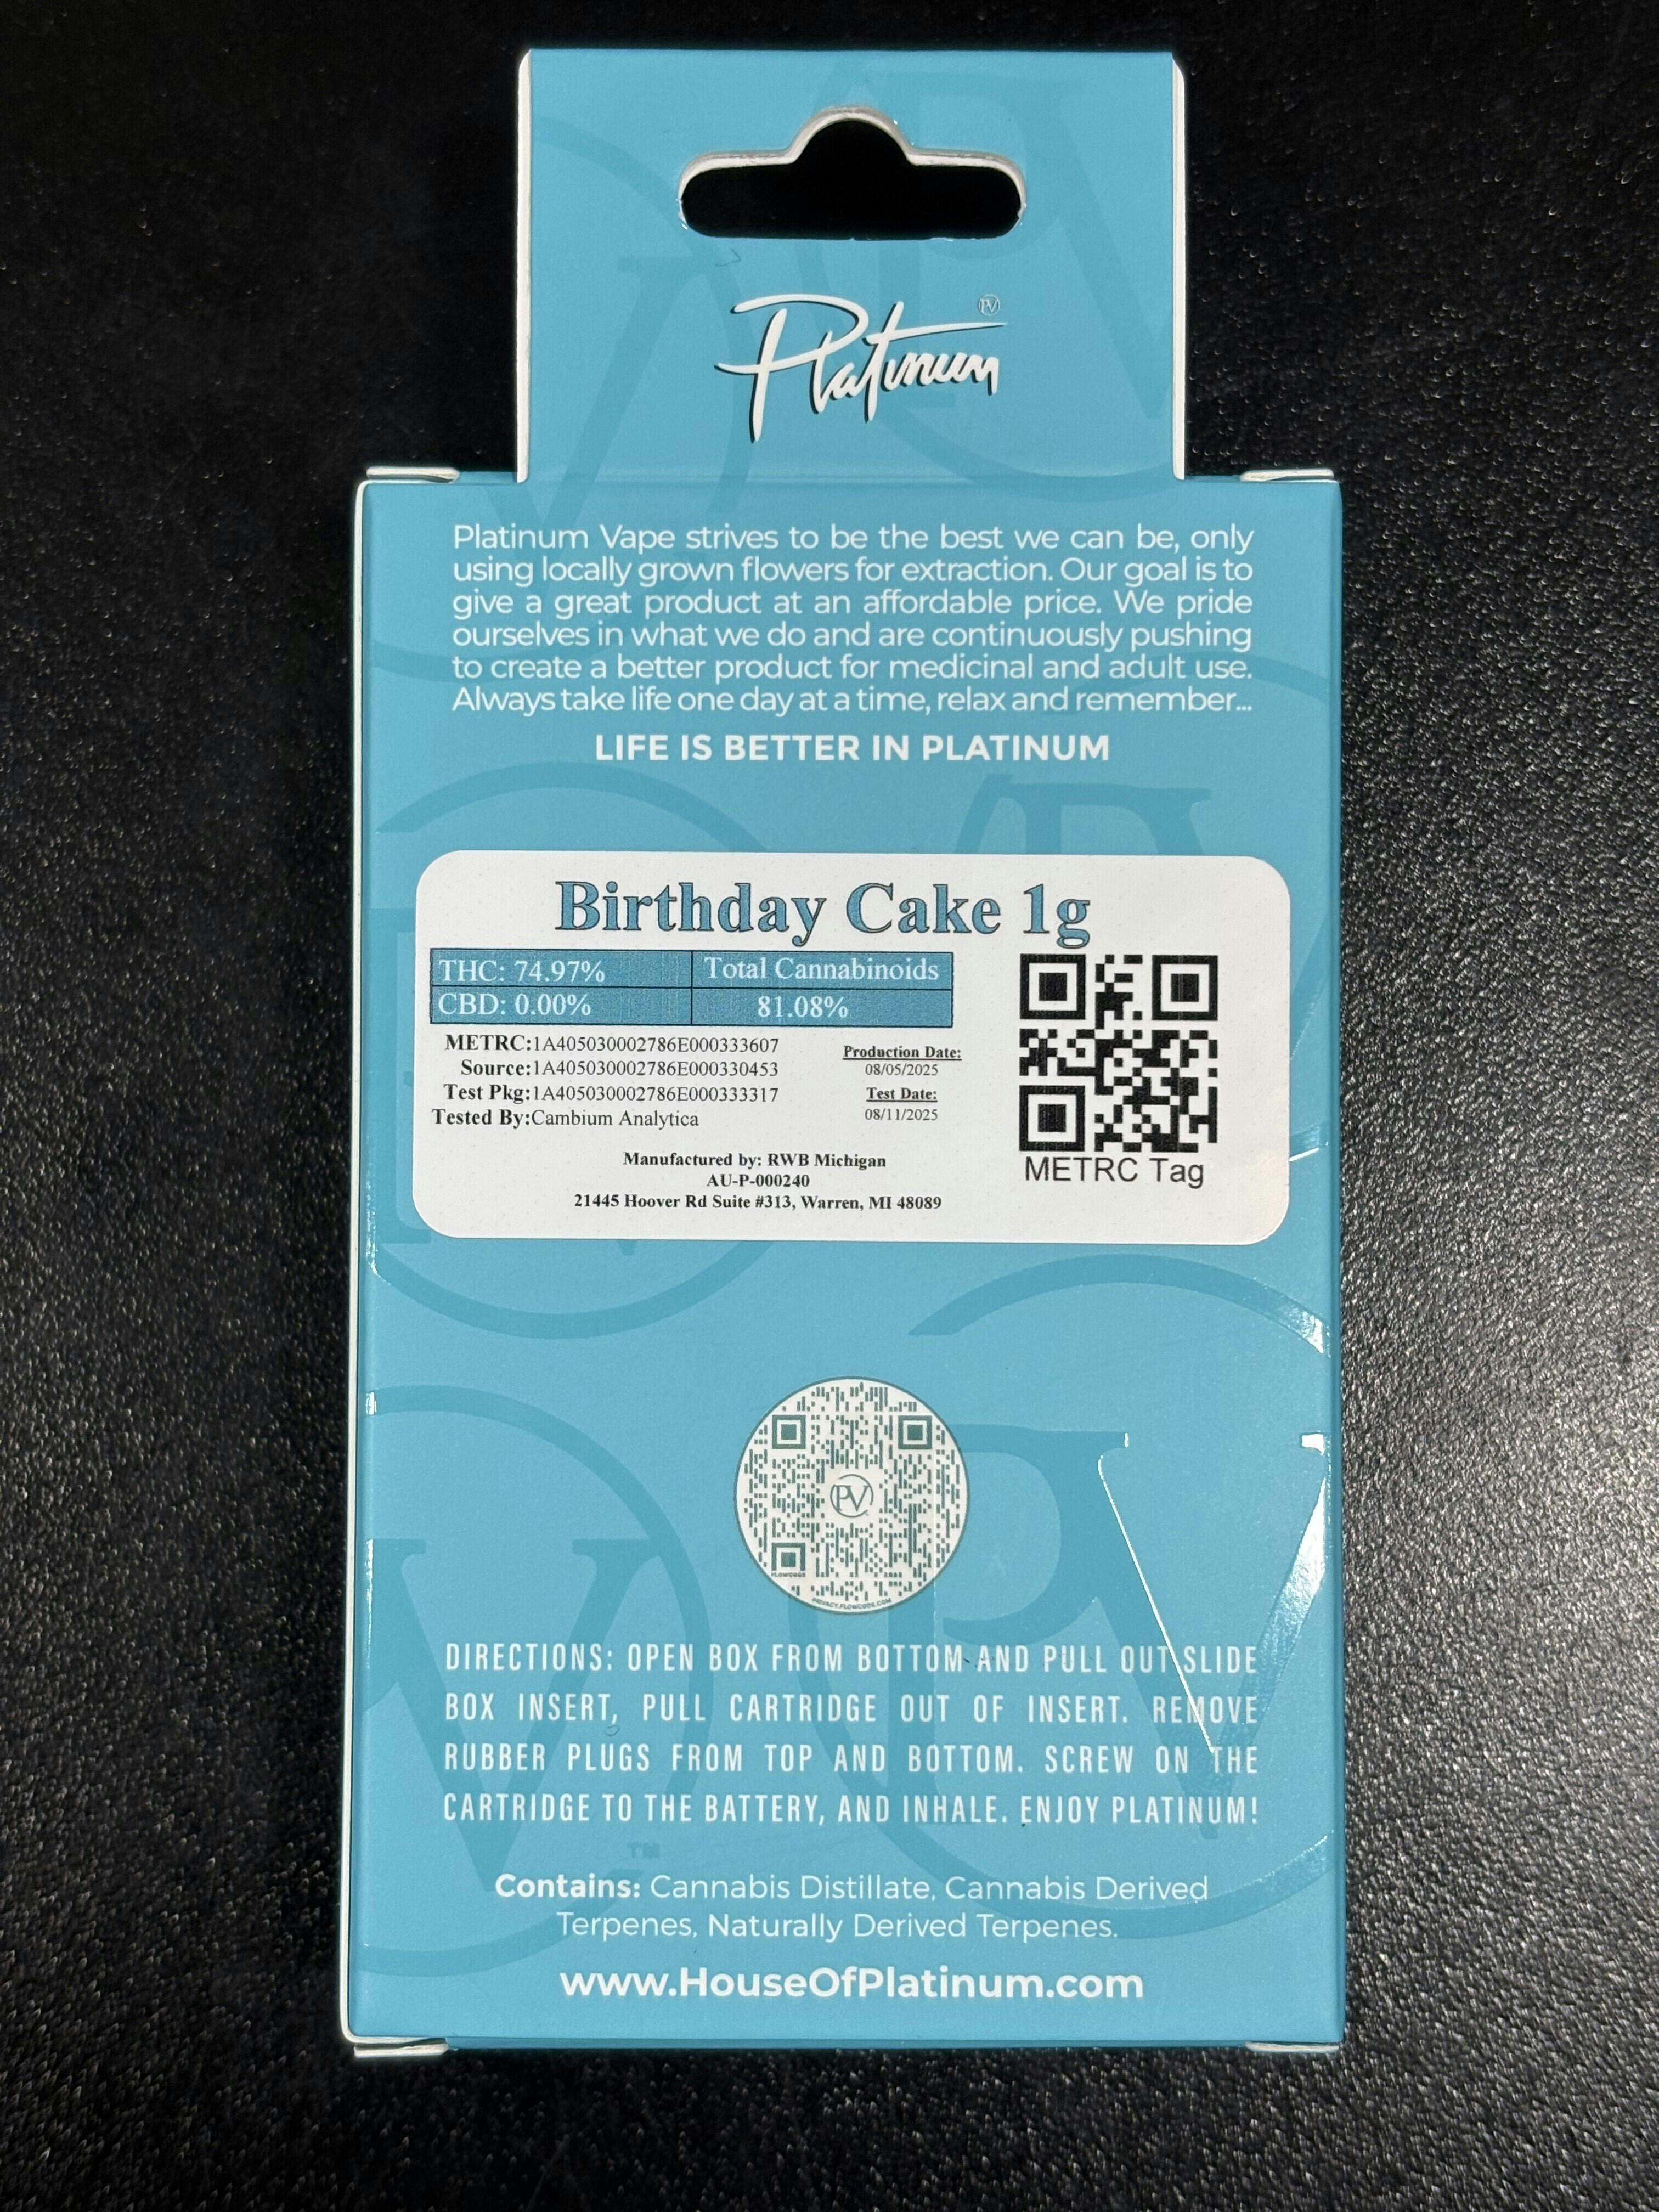 PV
Platinum
Platinum Vape strives to be the best we can be, only
using locally grown flowers for extraction. Our goal is to
give a great product at an affordable price. We pride
ourselves in what we do and are continuously pushing
to create a better product for medicinal and adult use.
Always take life one day at a time, relax and remember...
LIFE IS BETTER IN PLATINUM
Birthday Cake 1g
THC: 74.97% Total Cannabinoids
CBD: 0.00% 81.08%
METRC:1A405030002786E000333607
Source:1A405030002786E000330453
Test Pkg:1A405030002786E000333317
Tested By:Cambium Analytica
Production Date:
08/05/2025
Test Date:
08/11/2025
Manufactured by: RWB Michigan
AU-P-000240
21445 Hoover Rd Suite #313, Warren, MI 48089
METRC Tag
PV
FLOWCODE
PRIVACY.FLOWCODE.COM
DIRECTIONS: OPEN BOX FROM BOTTOM AND PULL OUT SLIDE
BOX INSERT, PULL CARTRIDGE OUT OF INSERT. REMOVE
RUBBER PLUGS FROM TOP AND BOTTOM. SCREW ON THE
CARTRIDGE TO THE BATTERY, AND INHALE. ENJOY PLATINUM!
TM
Contains: Cannabis Distillate, Cannabis Derived
Terpenes, Naturally Derived Terpenes.
www.HouseOfPlatinum.com